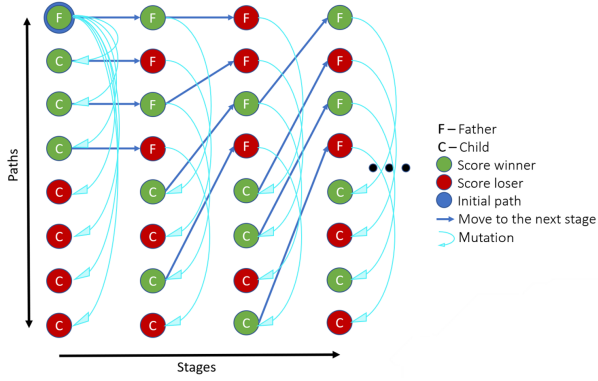 F F F F
C F F F
C F F F
C F F F
C C C C
C C C C
C C C C
C C C C
Paths
Stages
F – Father
C – Child
Score winner
Score loser
Initial path
Move to the next stage
Mutation